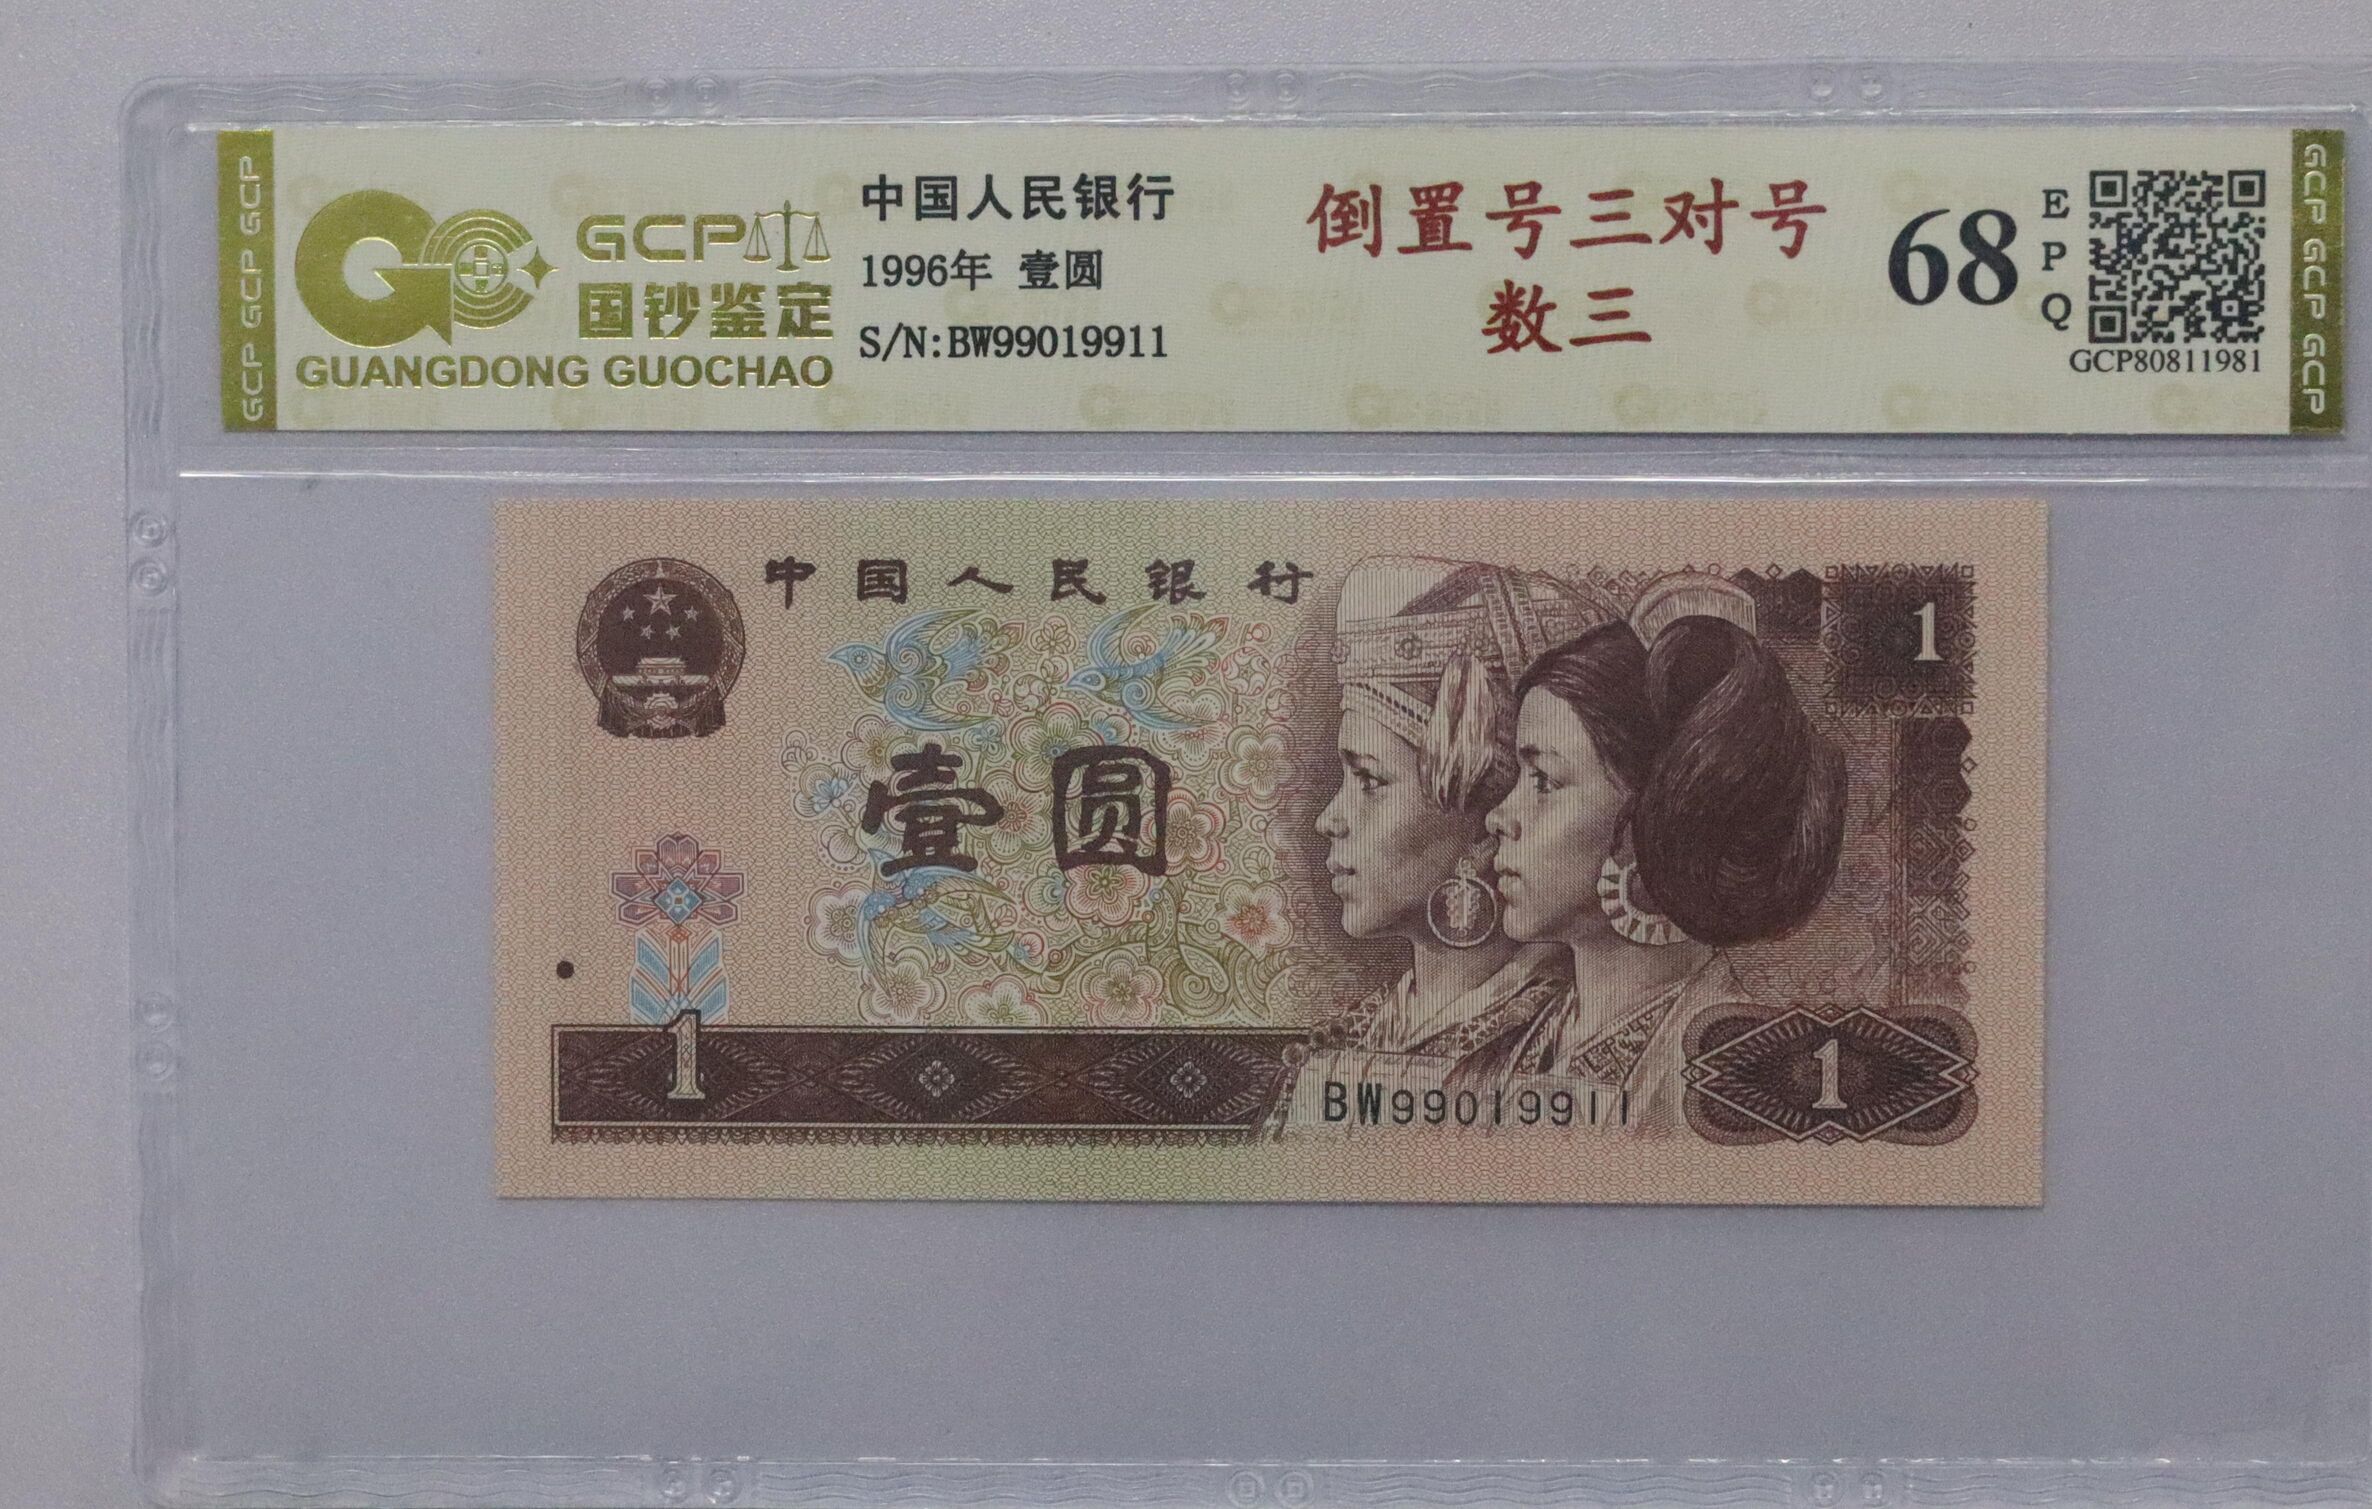 GCP GCP GCP
GCP
国钞鉴定
GUANGDONG GUOCHAO
中国人民银行
1996年 壹圆
S/N:BW99019911
倒置号三对号
数三
68
E
P
Q
GCP80811981
GCP GCP GCP
中国人民银行
1
壹圆
1
1
BW99019911